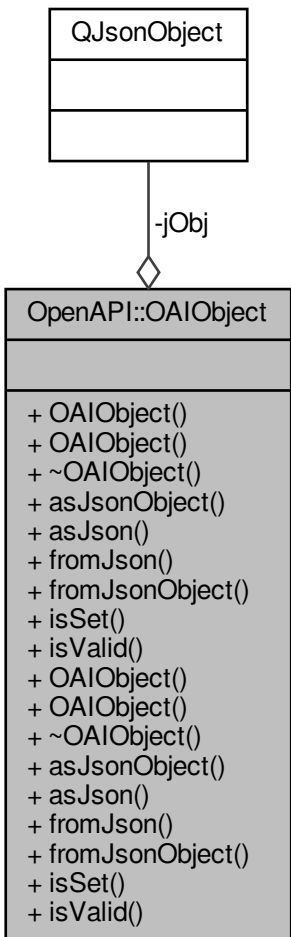 QJsonObject
-jObj
OpenAPI::OAIObject
+ OAIObject()
+ OAIObject()
+ ~OAIObject()
+ asJsonObject()
+ asJson()
+ fromJson()
+ fromJsonObject()
+ isSet()
+ isValid()
+ OAIObject()
+ OAIObject()
+ ~OAIObject()
+ asJsonObject()
+ asJson()
+ fromJson()
+ fromJsonObject()
+ isSet()
+ isValid()